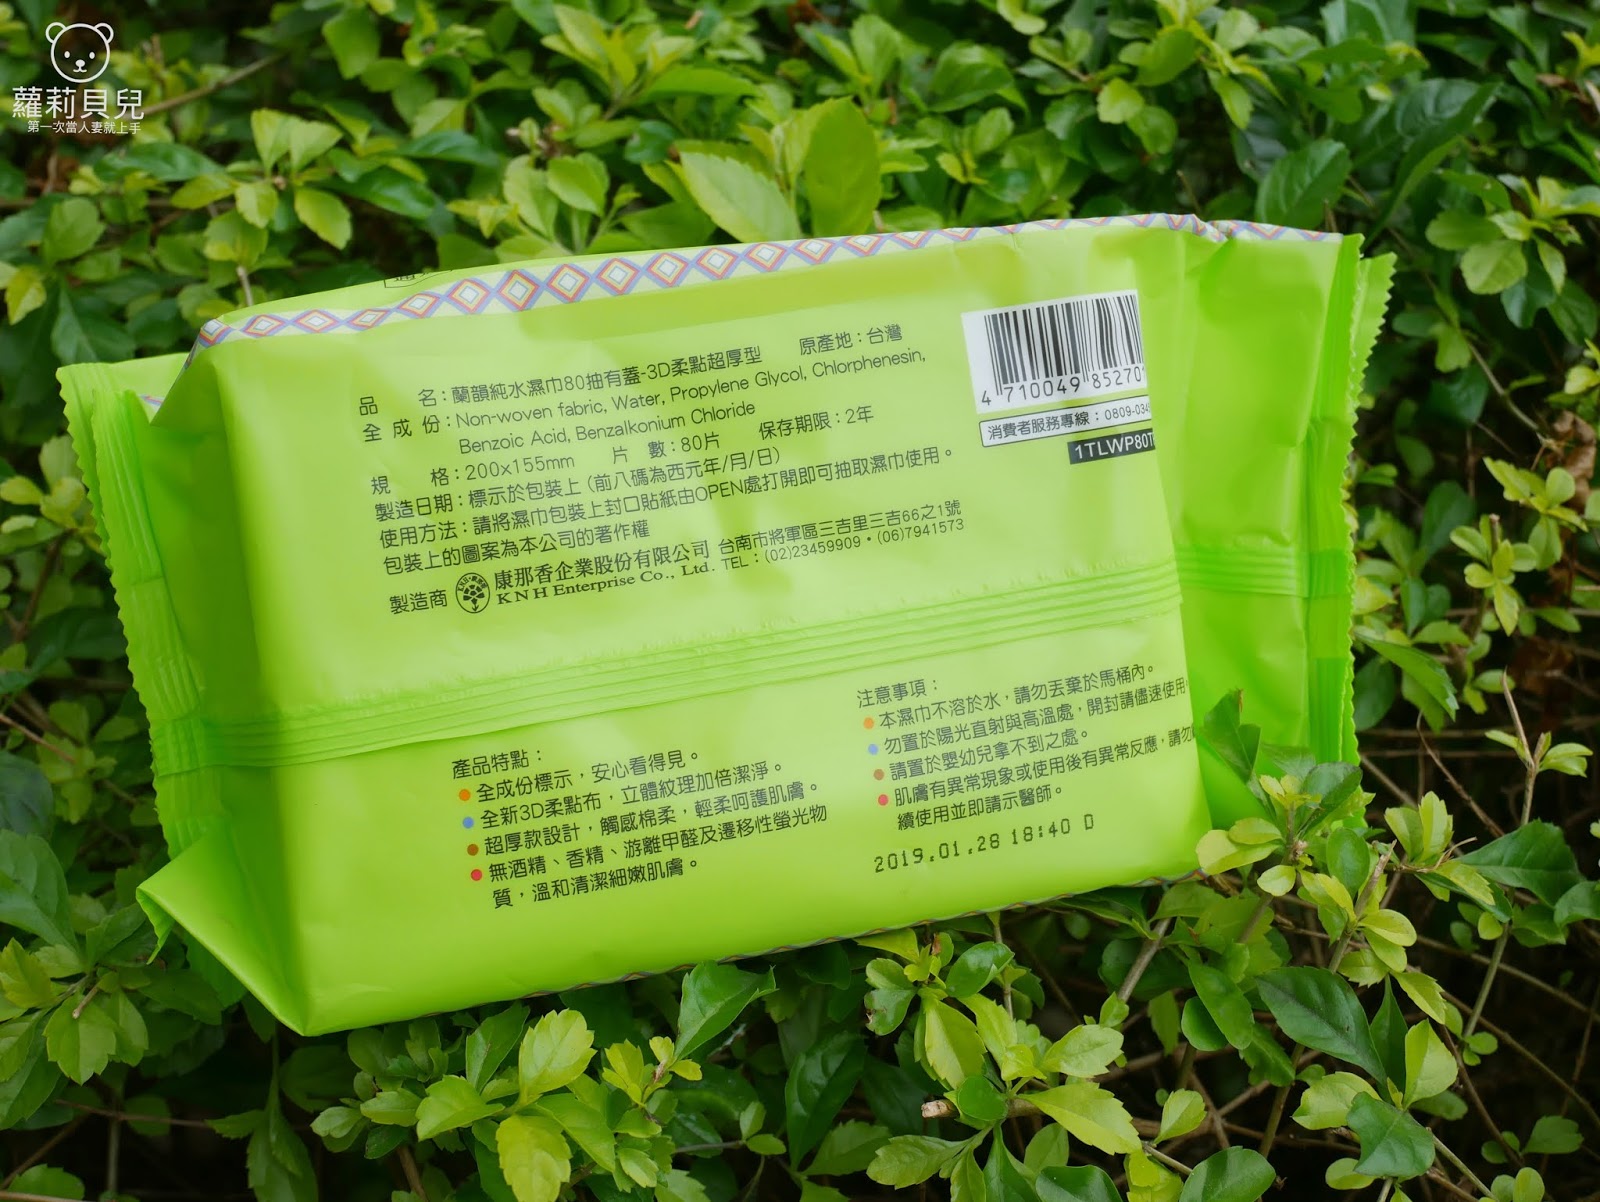 蘿莉貝兒
第一次當人妻就上手
品 名：蘭韻純水濕巾80抽有蓋-3D柔點超厚型 原產地：台灣
全 成 份：Non-woven fabric, Water, Propylene Glycol, Chlorphenesin,
Benzoic Acid, Benzalkonium Chloride
規 格：200x155mm 片 數：80片 保存期限：2年
製造日期：標示於包裝上 (前八碼為西元年/月/日)
使用方法：請將濕巾包裝上封口貼紙由OPEN處打開即可抽取濕巾使用。
包裝上的圖案為本公司的著作權
製造商 康那香企業股份有限公司 台南市將軍區三吉里三吉66之1號
KNH Enterprise Co., Ltd. TEL：(02)23459909・(06)7941573
4 710049 85270
消費者服務專線：0809-034
1TLWP80T
產品特點：
全成份標示，安心看得見。
全新3D柔點布，立體紋理加倍潔淨。
超厚款設計，觸感棉柔，輕柔呵護肌膚。
無酒精、香精、游離甲醛及遷移性螢光物
質，溫和清潔細嫩肌膚。
注意事項：
本濕巾不溶於水，請勿丟棄於馬桶內。
勿置於陽光直射與高溫處，開封請儘速使用
請置於嬰幼兒拿不到之處。
肌膚有異常現象或使用後有異常反應，請勿
續使用並即請示醫師。
2019.01.28 18:40 D